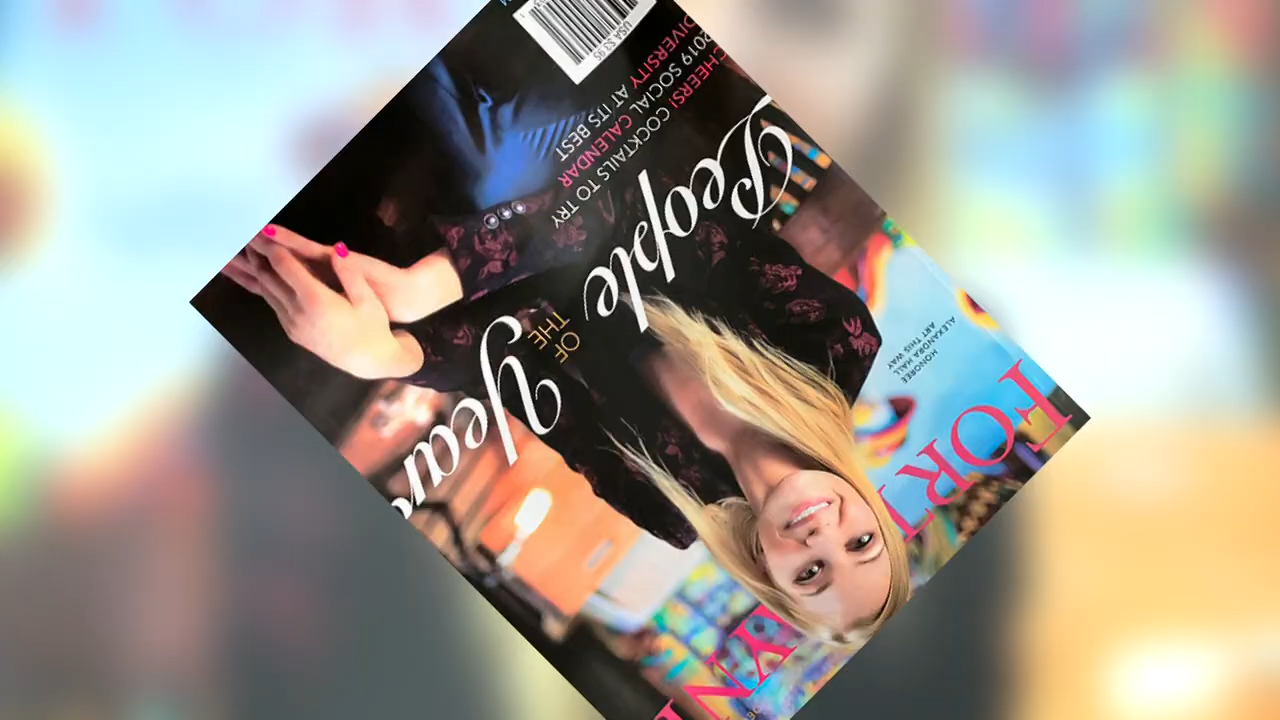 FORT
HONOREE
ALEXANDRA HALL
ART THIS WAY
People
OF
THE
Year
CHEERS! COCKTAILS TO TRY
2019 SOCIAL CALENDAR
DIVERSITY AT ITS BEST
USA $3.95